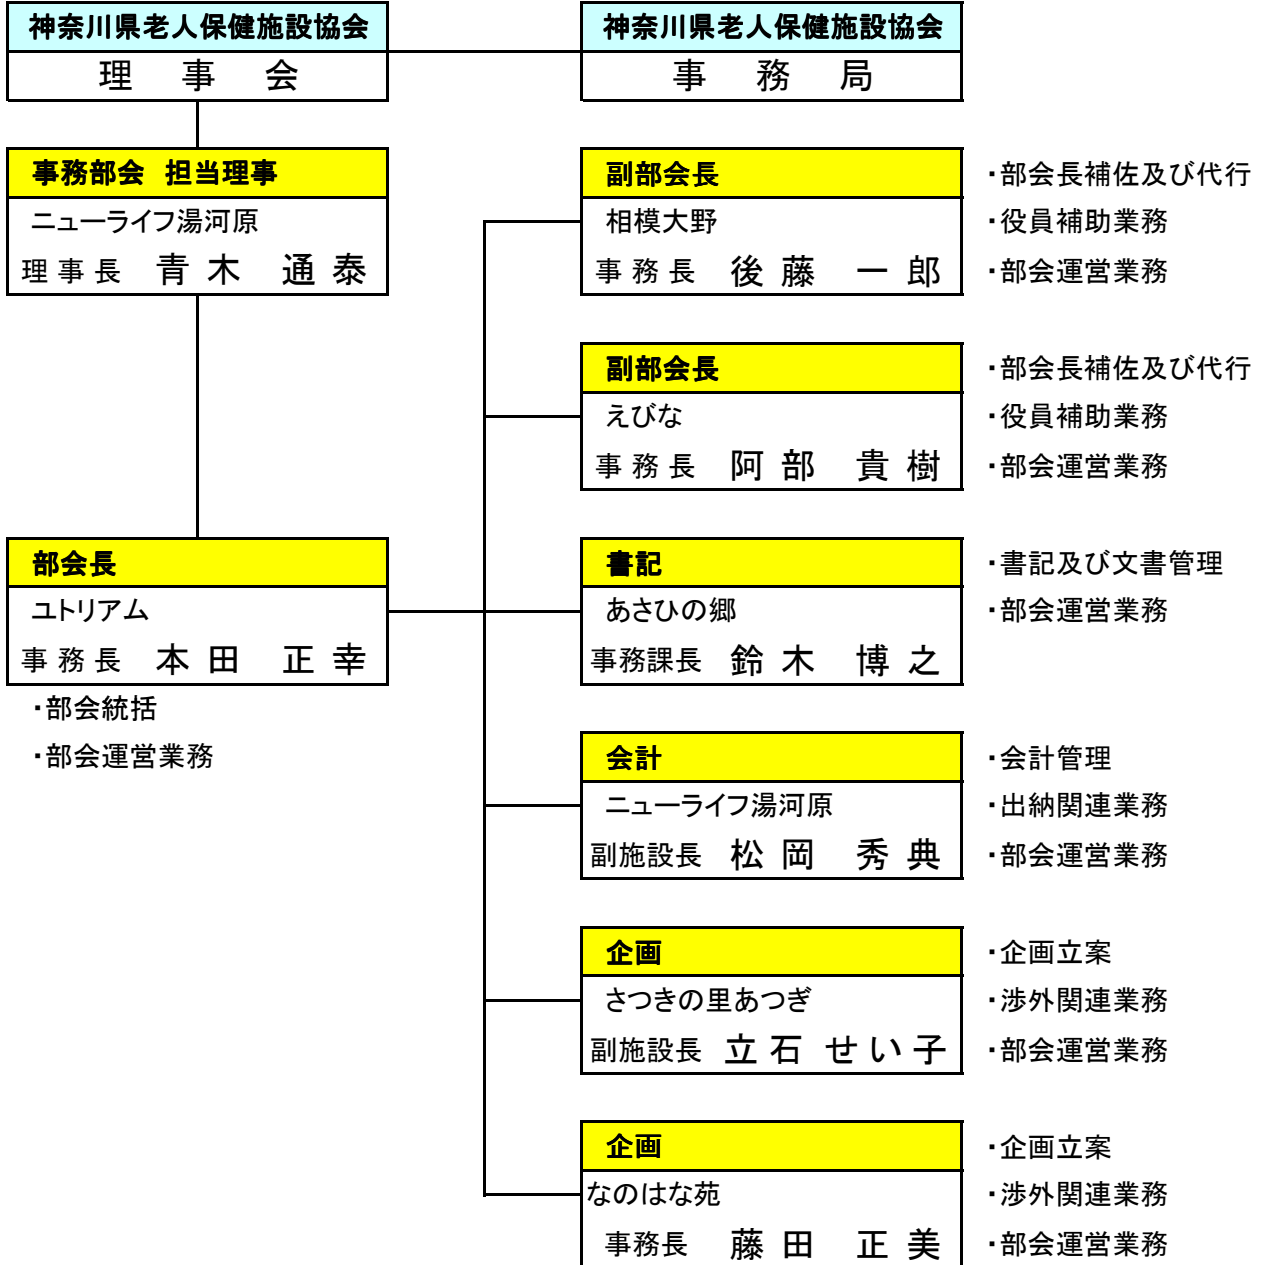 神奈川県老人保健施設協会
理 事 会
神奈川県老人保健施設協会
事 務 局
事務部会 担当理事
ニューライフ湯河原
理 事 長 青 木 通 泰
副部会長
相模大野
事 務 長 後 藤 一 郎
・部会長補佐及び代行
・役員補助業務
・部会運営業務
副部会長
えびな
事 務 長 阿 部 貴 樹
・部会長補佐及び代行
・役員補助業務
・部会運営業務
部会長
ユトリアム
事 務 長 本 田 正 幸
・部会統括
・部会運営業務
書記
あさひの郷
事務課長 鈴 木 博 之
・書記及び文書管理
・部会運営業務
会計
ニューライフ湯河原
副施設長 松 岡 秀 典
・会計管理
・出納関連業務
・部会運営業務
企画
さつきの里あつぎ
副施設長 立 石 せ い 子
・企画立案
・渉外関連業務
・部会運営業務
企画
なのはな苑
事務長 藤 田 正 美
・企画立案
・渉外関連業務
・部会運営業務